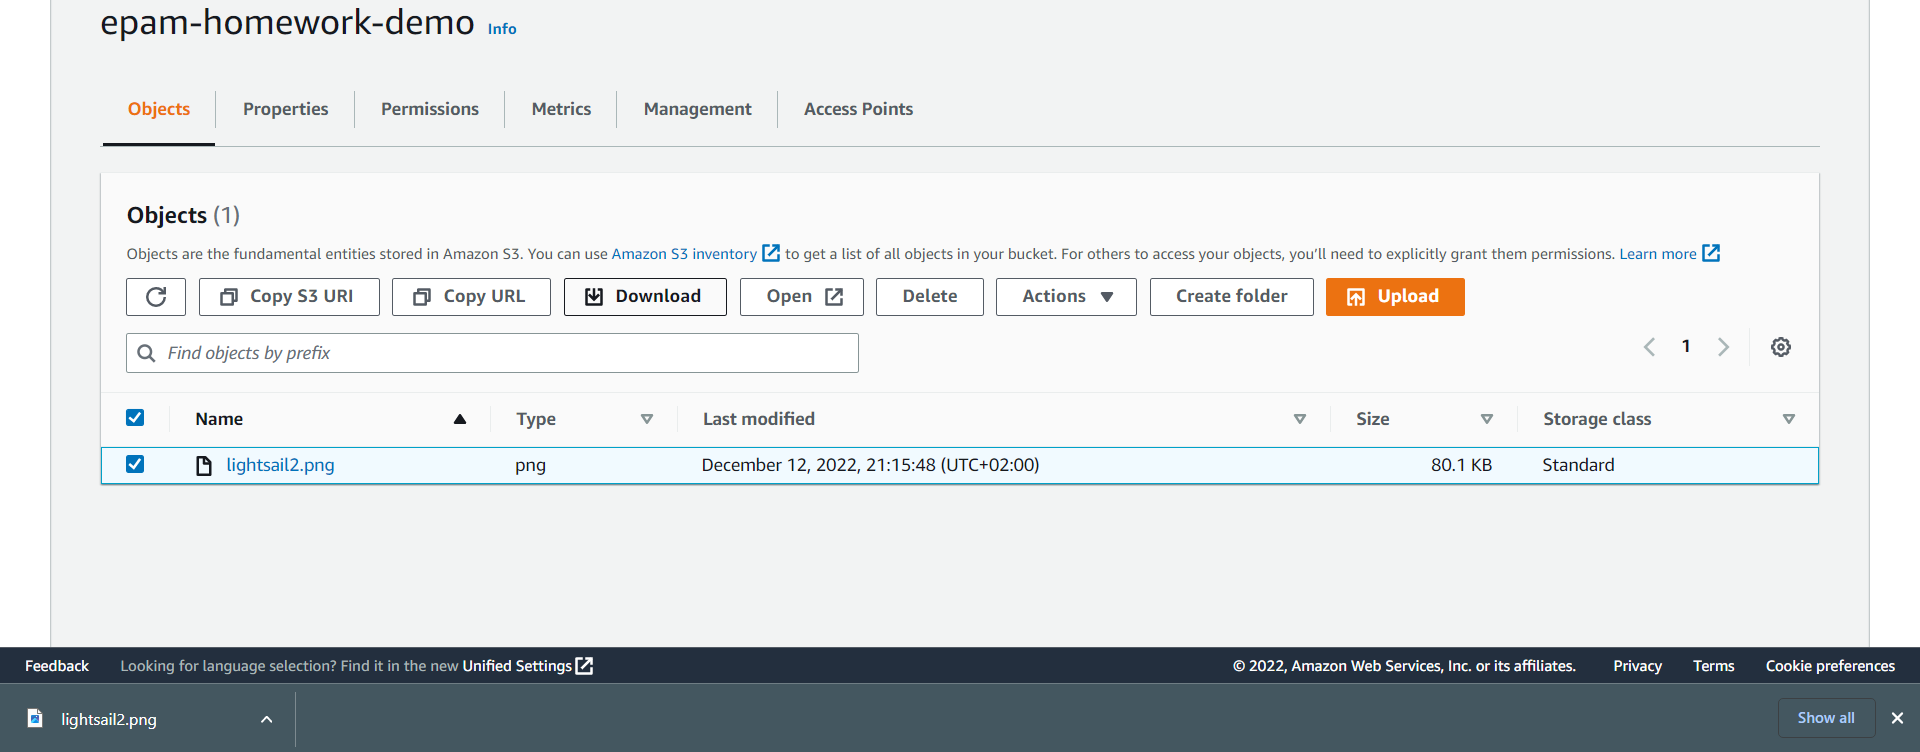 epam-homework-demo Info
Objects Properties Permissions Metrics Management Access Points
Objects (1)
Objects are the fundamental entities stored in Amazon S3. You can use Amazon S3 inventory to get a list of all objects in your bucket. For others to access your objects, you'll need to explicitly grant them permissions. Learn more
Copy S3 URI Copy URL Download Open Delete Actions Create folder Upload
Find objects by prefix 1
Name Type Last modified Size Storage class
lightsail2.png png December 12, 2022, 21:15:48 (UTC+02:00) 80.1 KB Standard
Feedback Looking for language selection? Find it in the new Unified Settings © 2022, Amazon Web Services, Inc. or its affiliates. Privacy Terms Cookie preferences
lightsail2.png Show all